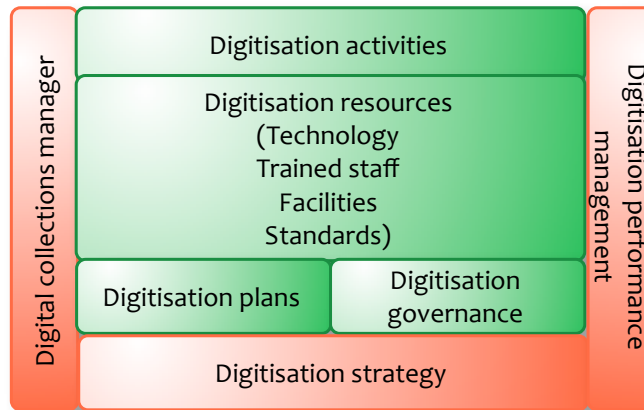 Digital collections manager
Digitisation activities
Digitisation resources
(Technology
Trained staff
Facilities
Standards)
Digitisation plans
Digitisation
governance
Digitisation strategy
Digitisation performance
management